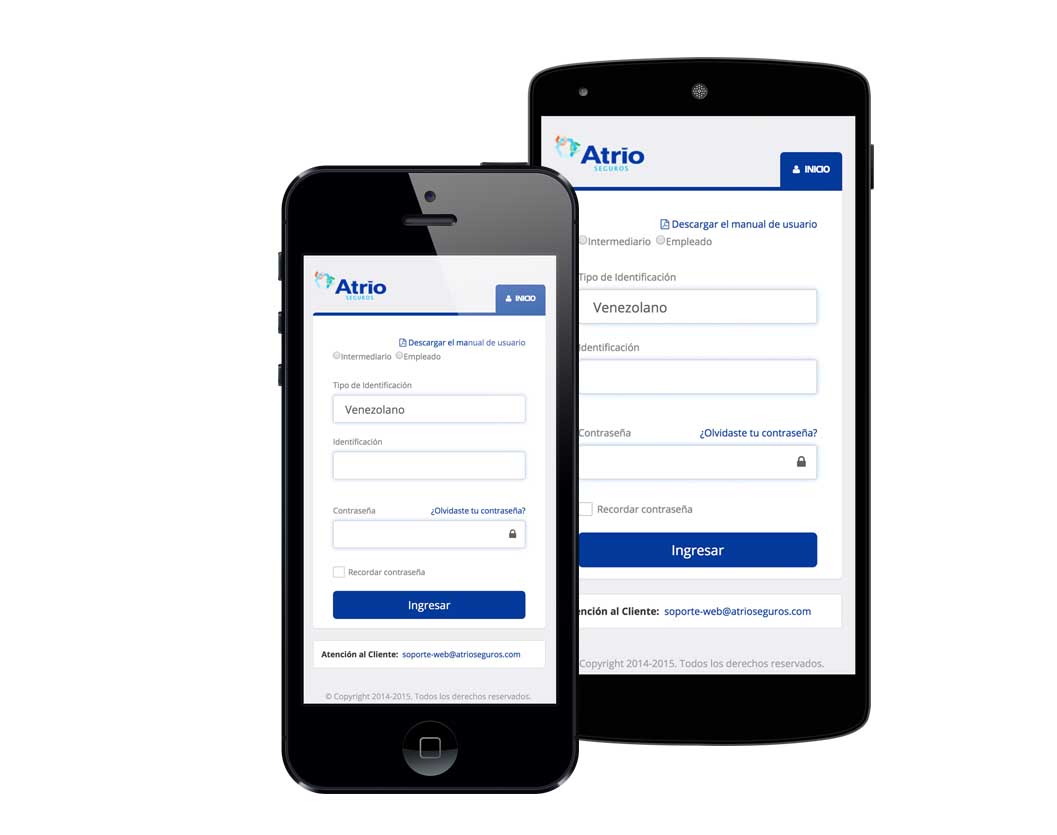 Atrio
SEGUROS
INICIO
Descargar el manual de usuario
Intermediario Empleado
Tipo de Identificación
Venezolano
Identificación
Contraseña ¿Olvidaste tu contraseña?
Recordar contraseña
Ingresar
Atención al Cliente: soporte-web@atrioseguros.com
© Copyright 2014-2015. Todos los derechos reservados.
Atrio
SEGUROS
INICIO
Descargar el manual de usuario
Intermediario Empleado
Tipo de Identificación
Venezolano
Identificación
Contraseña ¿Olvidaste tu contraseña?
Recordar contraseña
Ingresar
ención al Cliente: soporte-web@atrioseguros.com
Copyright 2014-2015. Todos los derechos reservados.